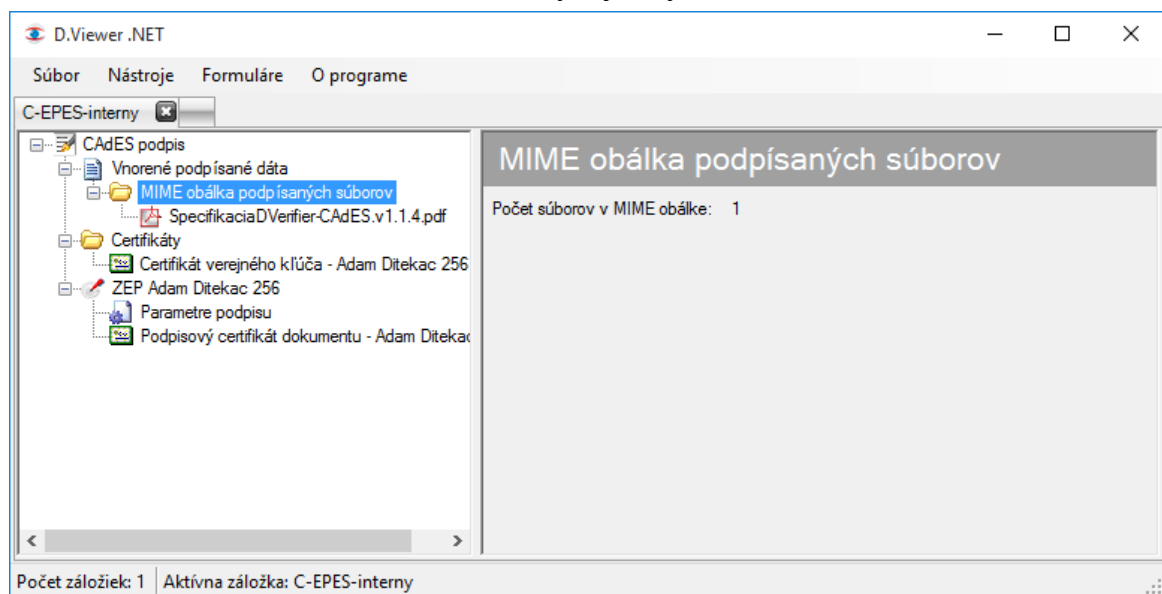 D.Viewer .NET
Súbor Nástroje Formuláre O programe
C-EPES-interny
CAdES podpis
Vnorené podpísané dáta
MIME obálka podpísaných súborov
SpecifikaciaDVerifier-CAdES.v1.1.4.pdf
Certifikáty
Certifikát verejného kľúča - Adam Ditekac 256
ZEP Adam Ditekac 256
Parametre podpisu
Podpisový certifikát dokumentu - Adam Ditekac
MIME obálka podpísaných súborov
Počet súborov v MIME obálke: 1
Počet záložiek: 1 Aktívna záložka: C-EPES-interny